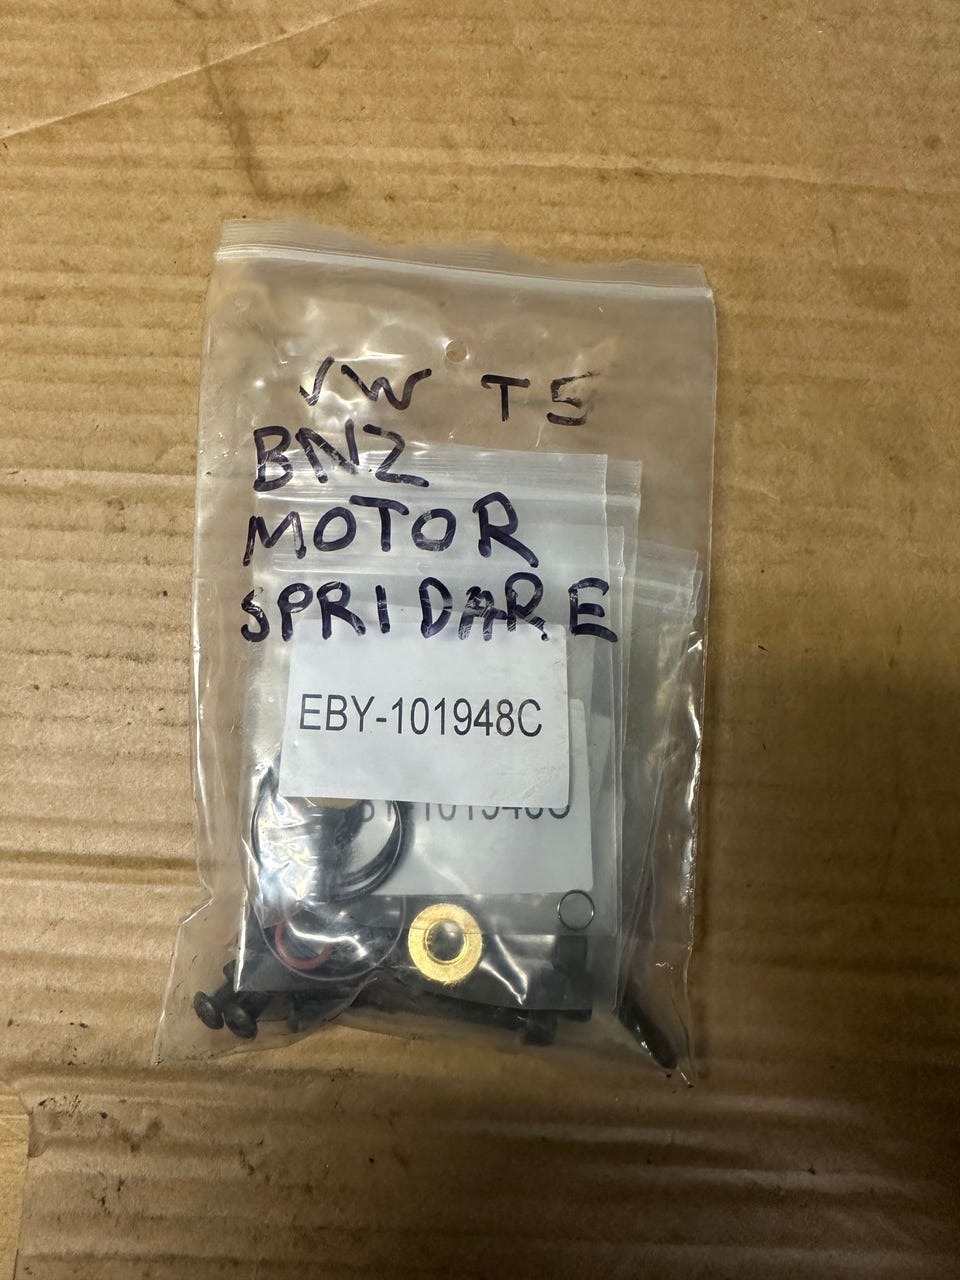 VW T5
BNZ
MOTOR
SPRIDARE
EBY-101948C